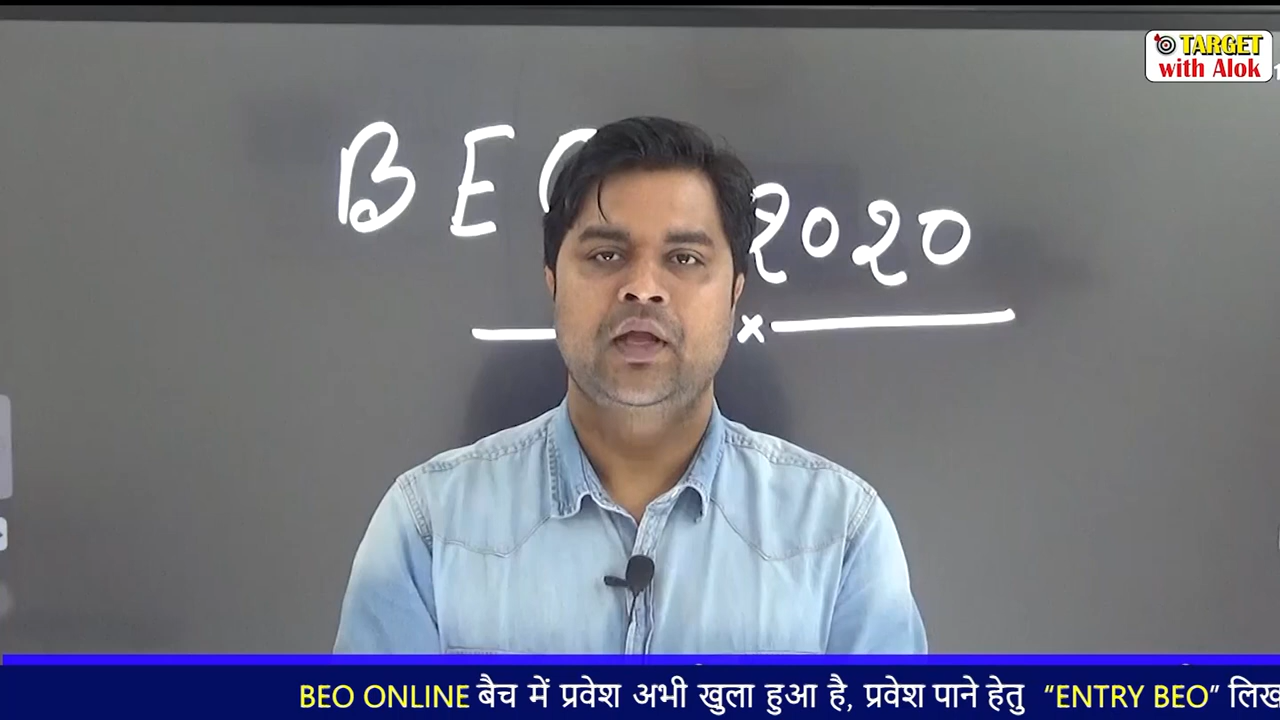 TARGET
with Alok
BE 2020
x
BEO ONLINE बैच में प्रवेश अभी खुला हुआ है, प्रवेश पाने हेतु “ENTRY BEO” लिख